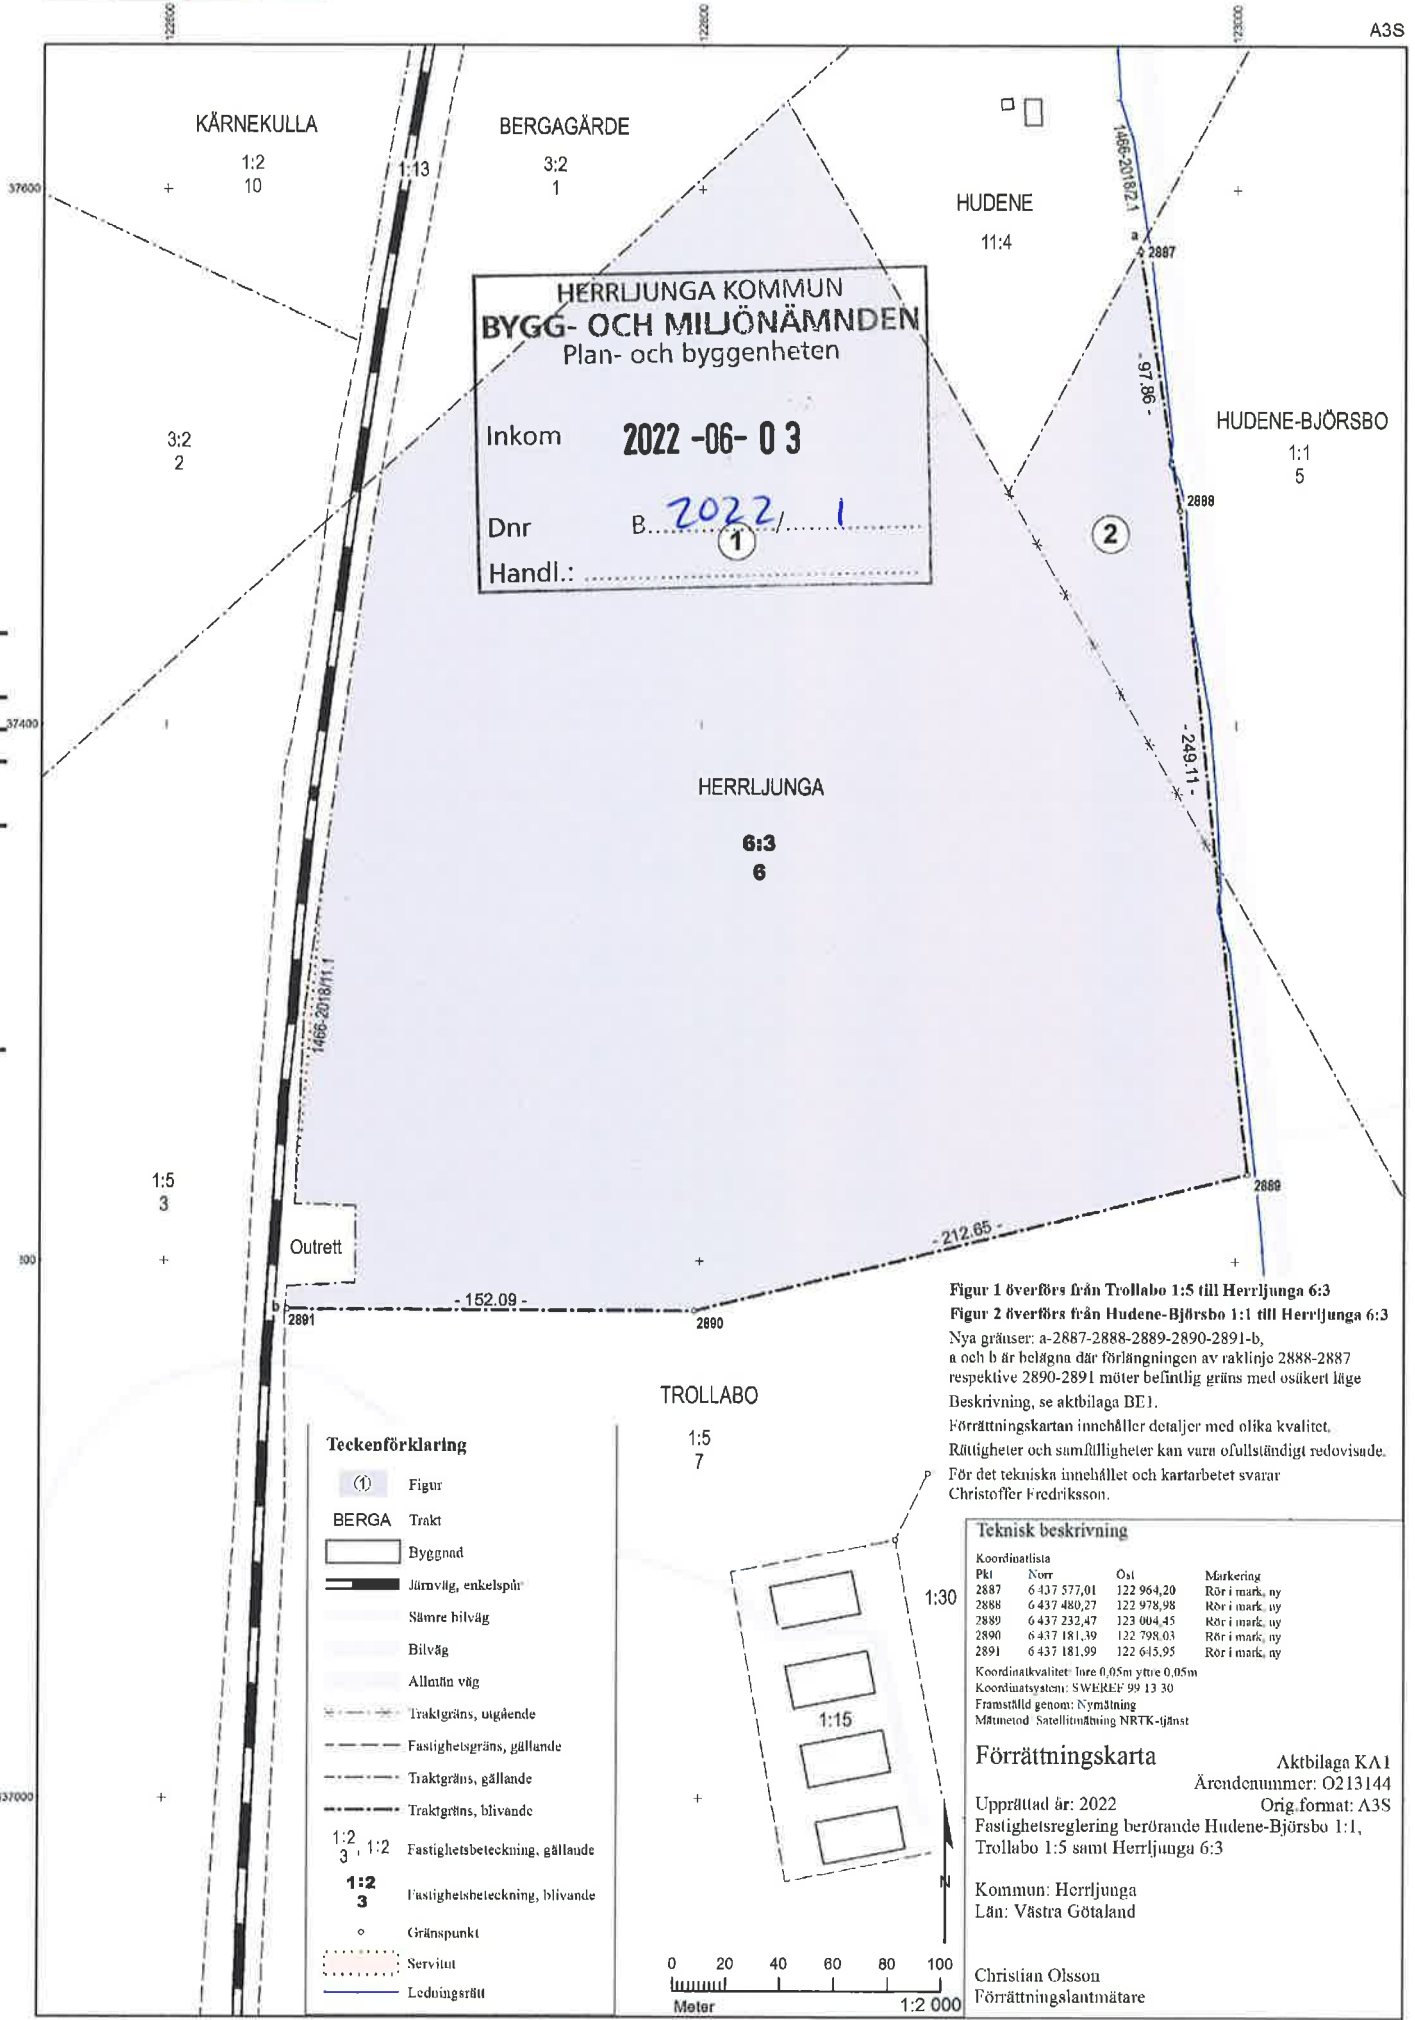 122600
122800
123000
A3S
KÄRNEKULLA
1:2
10
1:13
BERGAGÄRDE
3:2
1
37600
HUDENE
11:4
1466-2018/2.1
a
2887
HERRLJUNGA KOMMUN
BYGG- OCH MILJÖNÄMNDEN
Plan- och byggenheten
Inkom 2022 -06- 0 3
Dnr B. 2022 / 1
Handl.:
1
- 97.86 -
HUDENE-BJÖRSBO
1:1
5
3:2
2
2888
2
37400
- 249.11 -
HERRLJUNGA
6:3
6
1466-2018/11.1
1:5
3
2889
Outrett
- 212.65 -
b
2891
- 152.09 -
2890
Figur 1 överförs från Trollabo 1:5 till Herrljunga 6:3
Figur 2 överförs från Hudene-Björsbo 1:1 till Herrljunga 6:3
Nya gränser: a-2887-2888-2889-2890-2891-b,
a och b är belägna där förlängningen av raklinje 2888-2887
respektive 2890-2891 möter befintlig gräns med osäkert läge
Beskrivning, se aktbilaga BE1.
Förrättningskartan innehåller detaljer med olika kvalitet.
Rättigheter och samfälligheter kan vara ofullständigt redovisade.
För det tekniska innehållet och kartarbetet svarar
Christoffer Fredriksson.
TROLLABO
1:5
7
Teckenförklaring
1 Figur
BERGA Trakt
Byggnad
Järnväg, enkelspår
Sämre bilväg
Bilväg
Allmän väg
Traktgräns, utgående
Fastighetsgräns, gällande
Traktgräns, gällande
Traktgräns, blivande
1:2
3 , 1:2 Fastighetsbeteckning, gällande
1:2
3 Fastighetsbeteckning, blivande
Gränspunkt
Servitut
Ledningsrätt
1:30
1:15
37000
N
0 20 40 60 80 100
Meter 1:2 000
Teknisk beskrivning
Koordinatlista
Pkt Norr Öst Markering
2887 6 437 577,01 122 964,20 Rör i mark, ny
2888 6 437 480,27 122 978,98 Rör i mark, ny
2889 6 437 232,47 123 004,45 Rör i mark, ny
2890 6 437 181,39 122 798,03 Rör i mark, ny
2891 6 437 181,99 122 645,95 Rör i mark, ny
Koordinatkvalitet: Inre 0,05m yttre 0,05m
Koordinatsystem: SWEREF 99 13 30
Framställd genom: Nymätning
Mätmetod: Satellitmätning NRTK-tjänst
Förrättningskarta
Aktbilaga KA1
Ärendenummer: O213144
Upprättad år: 2022 Orig.format: A3S
Fastighetsreglering berörande Hudene-Björsbo 1:1,
Trollabo 1:5 samt Herrljunga 6:3
Kommun: Herrljunga
Län: Västra Götaland
Christian Olsson
Förrättningslantmätare